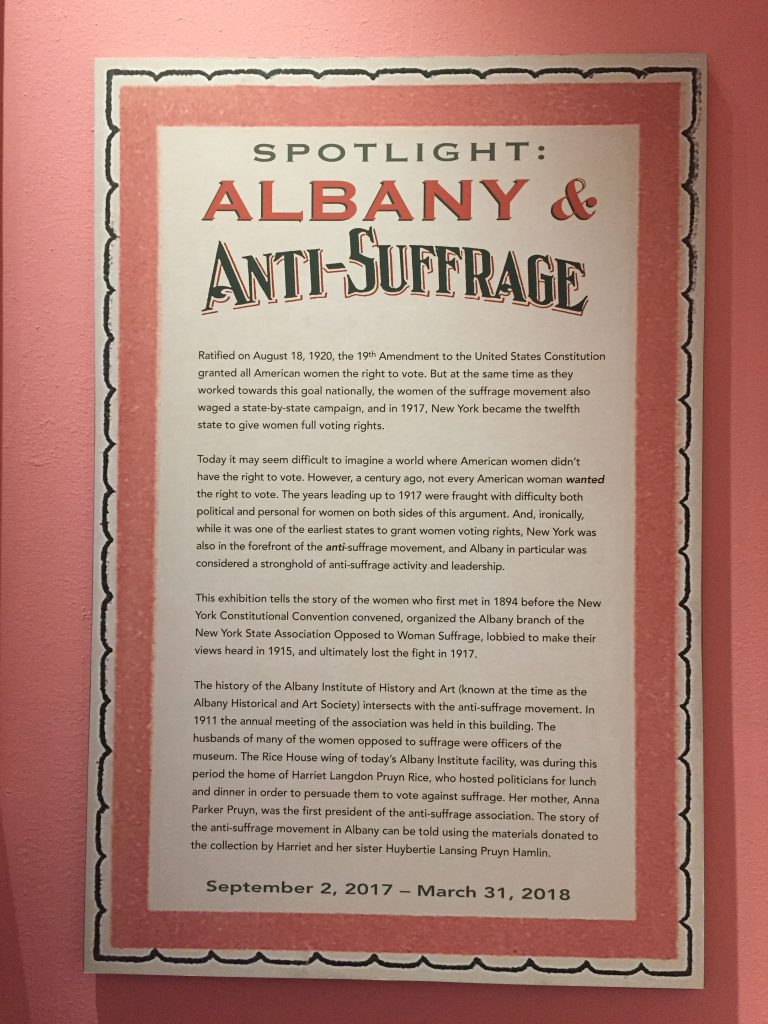 SPOTLIGHT:
ALBANY &
ANTI-SUFFRAGE
Ratified on August 18, 1920, the 19th Amendment to the United States Constitution
granted all American women the right to vote. But at the same time as they
worked towards this goal nationally, the women of the suffrage movement also
waged a state-by-state campaign, and in 1917, New York became the twelfth
state to give women full voting rights.
Today it may seem difficult to imagine a world where American women didn't
have the right to vote. However, a century ago, not every American woman wanted
the right to vote. The years leading up to 1917 were fraught with difficulty both
political and personal for women on both sides of this argument. And, ironically,
while it was one of the earliest states to grant women voting rights, New York was
also in the forefront of the anti-suffrage movement, and Albany in particular was
considered a stronghold of anti-suffrage activity and leadership.
This exhibition tells the story of the women who first met in 1894 before the New
York Constitutional Convention convened, organized the Albany branch of the
New York State Association Opposed to Woman Suffrage, lobbied to make their
views heard in 1915, and ultimately lost the fight in 1917.
The history of the Albany Institute of History and Art (known at the time as the
Albany Historical and Art Society) intersects with the anti-suffrage movement. In
1911 the annual meeting of the association was held in this building. The
husbands of many of the women opposed to suffrage were officers of the
museum. The Rice House wing of today's Albany Institute facility, was during this
period the home of Harriet Langdon Pruyn Rice, who hosted politicians for lunch
and dinner in order to persuade them to vote against suffrage. Her mother, Anna
Parker Pruyn, was the first president of the anti-suffrage association. The story of
the anti-suffrage movement in Albany can be told using the materials donated to
the collection by Harriet and her sister Huybertie Lansing Pruyn Hamlin.
September 2, 2017 – March 31, 2018